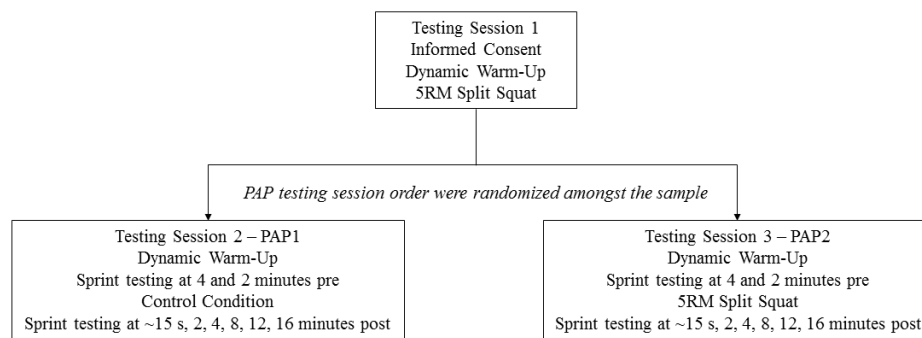 Testing Session 1
Informed Consent
Dynamic Warm-Up
5RM Split Squat
PAP testing session order were randomized amongst the sample
Testing Session 2 – PAP1
Dynamic Warm-Up
Sprint testing at 4 and 2 minutes pre
Control Condition
Sprint testing at ~15 s, 2, 4, 8, 12, 16 minutes post
Testing Session 3 – PAP2
Dynamic Warm-Up
Sprint testing at 4 and 2 minutes pre
5RM Split Squat
Sprint testing at ~15 s, 2, 4, 8, 12, 16 minutes post